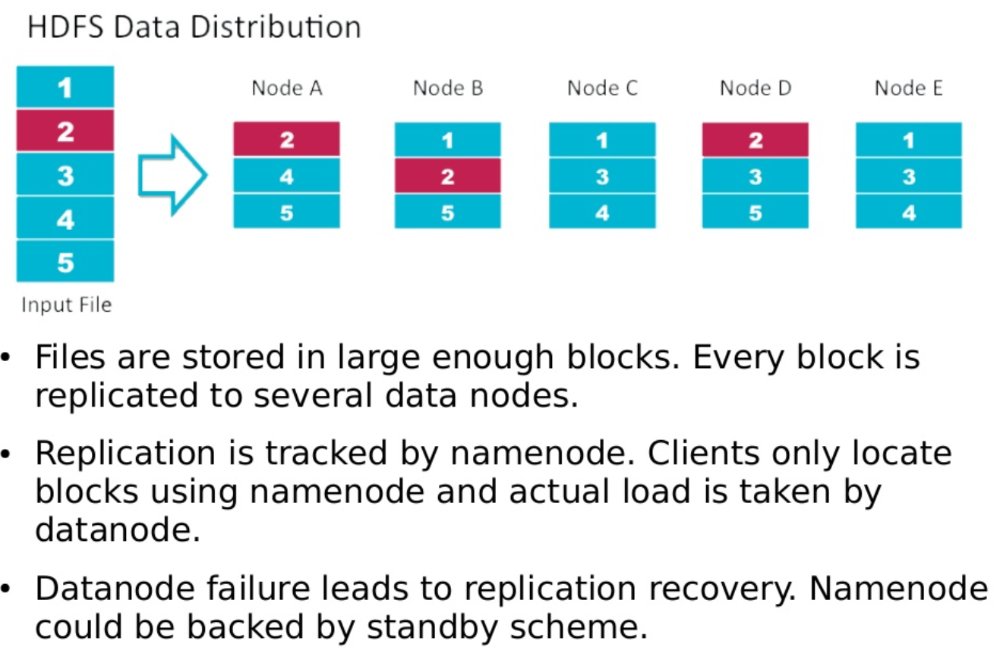 HDFS Data Distribution
1
2
3
4
5
Input File
Node A
2
4
5
Node B
1
2
5
Node C
1
3
4
Node D
2
3
5
Node E
1
3
4
• Files are stored in large enough blocks. Every block is
replicated to several data nodes.
• Replication is tracked by namenode. Clients only locate
blocks using namenode and actual load is taken by
datanode.
• Datanode failure leads to replication recovery. Namenode
could be backed by standby scheme.